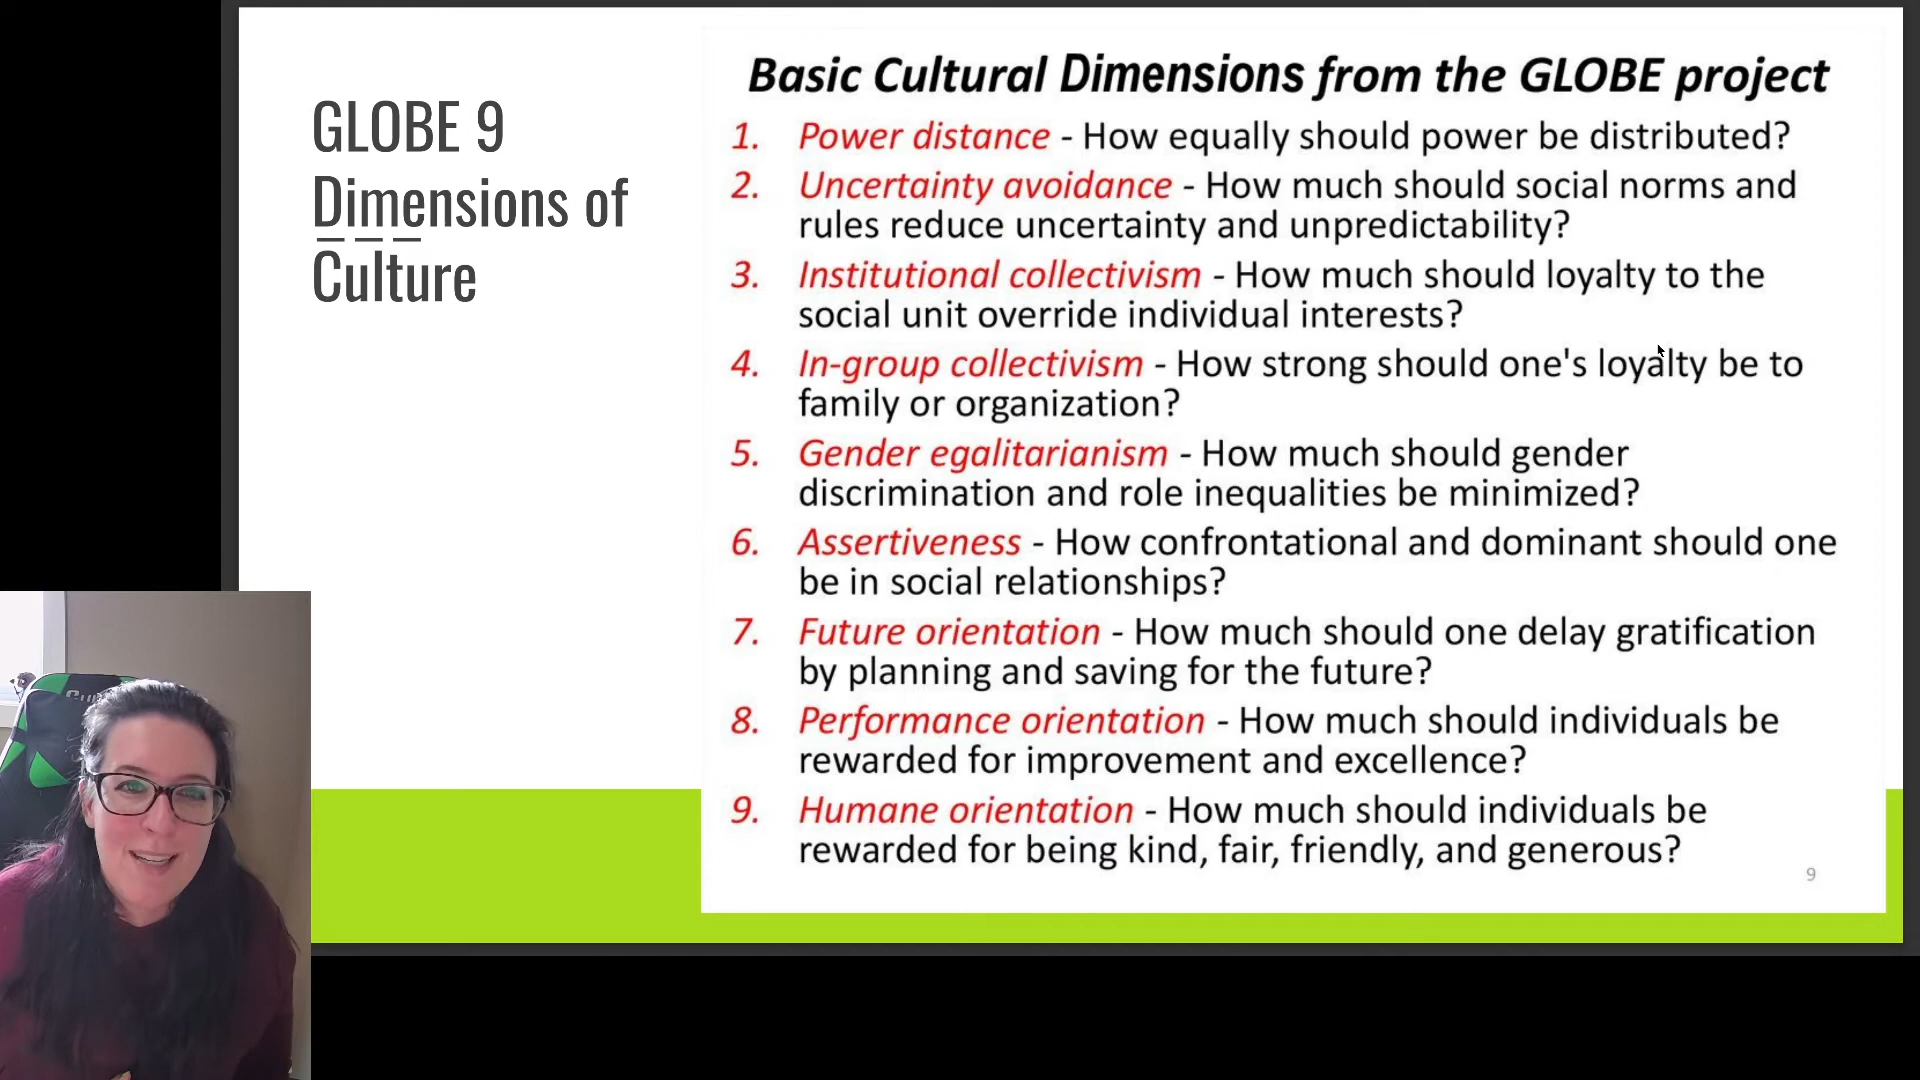 GLOBE 9
Dimensions of
Culture
Basic Cultural Dimensions from the GLOBE project
1. Power distance - How equally should power be distributed?
2. Uncertainty avoidance - How much should social norms and
rules reduce uncertainty and unpredictability?
3. Institutional collectivism - How much should loyalty to the
social unit override individual interests?
4. In-group collectivism - How strong should one's loyalty be to
family or organization?
5. Gender egalitarianism - How much should gender
discrimination and role inequalities be minimized?
6. Assertiveness - How confrontational and dominant should one
be in social relationships?
7. Future orientation - How much should one delay gratification
by planning and saving for the future?
8. Performance orientation - How much should individuals be
rewarded for improvement and excellence?
9. Humane orientation - How much should individuals be
rewarded for being kind, fair, friendly, and generous?
9